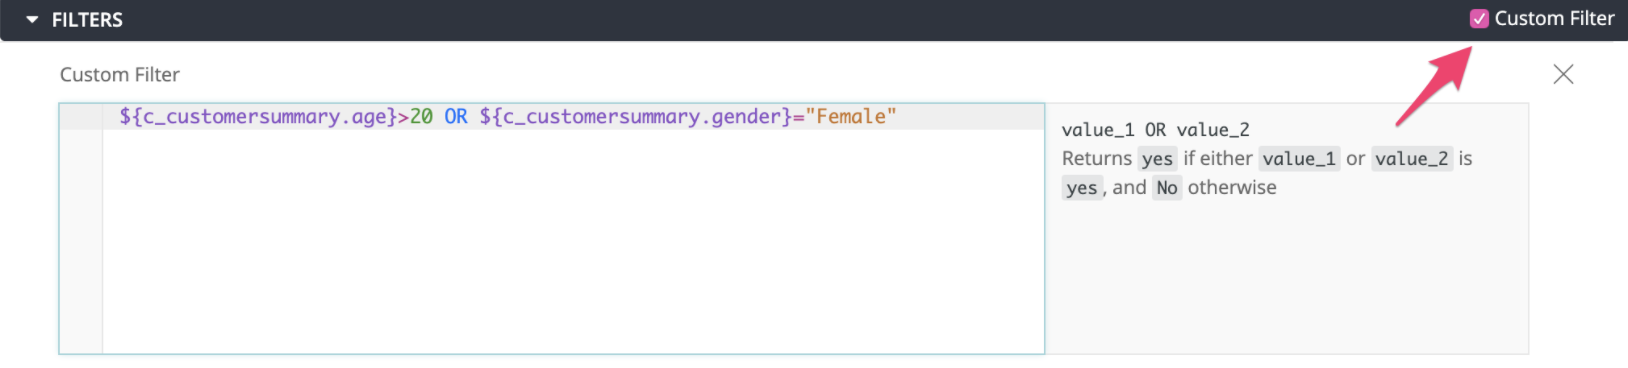 FILTERS
Custom Filter
Custom Filter
${c_customersummary.age}>20 OR ${c_customersummary.gender}="Female"
value_1 OR value_2
Returns yes if either value_1 or value_2 is
yes, and No otherwise